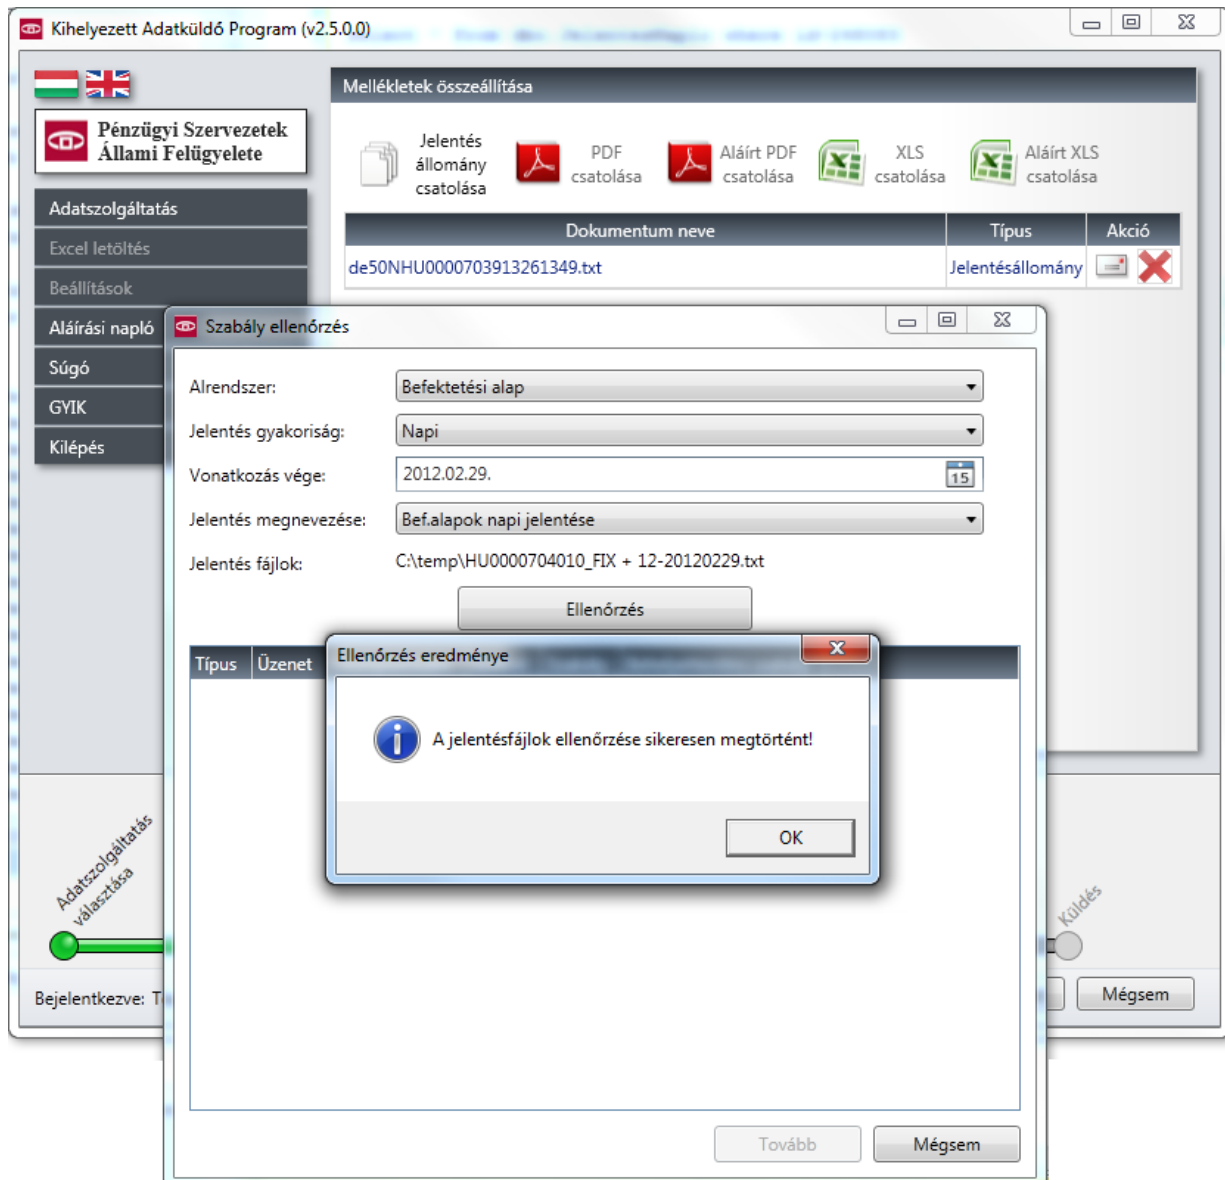 Kihelyezett Adatküldő Program (v2.5.0.0)
Pénzügyi Szervezetek
Állami Felügyelete
Adatszolgáltatás
Excel letöltés
Beállítások
Aláírási napló
Súgó
GYIK
Kilépés
Mellékletek összeállítása
Jelentés
állomány
csatolása
PDF
csatolása
Aláírt PDF
csatolása
XLS
csatolása
Aláírt XLS
csatolása
Dokumentum neve Típus Akció
de50NHU0000703913261349.txt Jelentésállomány
Szabály ellenőrzés
Alrendszer: Befektetési alap
Jelentés gyakoriság: Napi
Vonatkozás vége: 2012.02.29. 15
Jelentés megnevezése: Bef.alapok napi jelentése
Jelentés fájlok: C:\temp\HU0000704010_FIX + 12-20120229.txt
Ellenőrzés
Típus Üzenet
Ellenőrzés eredménye
A jelentésfájlok ellenőrzése sikeresen megtörtént!
OK
Adatszolgáltatás
választása
Küldés
Bejelentkezve: T
Mégsem
Tovább Mégsem